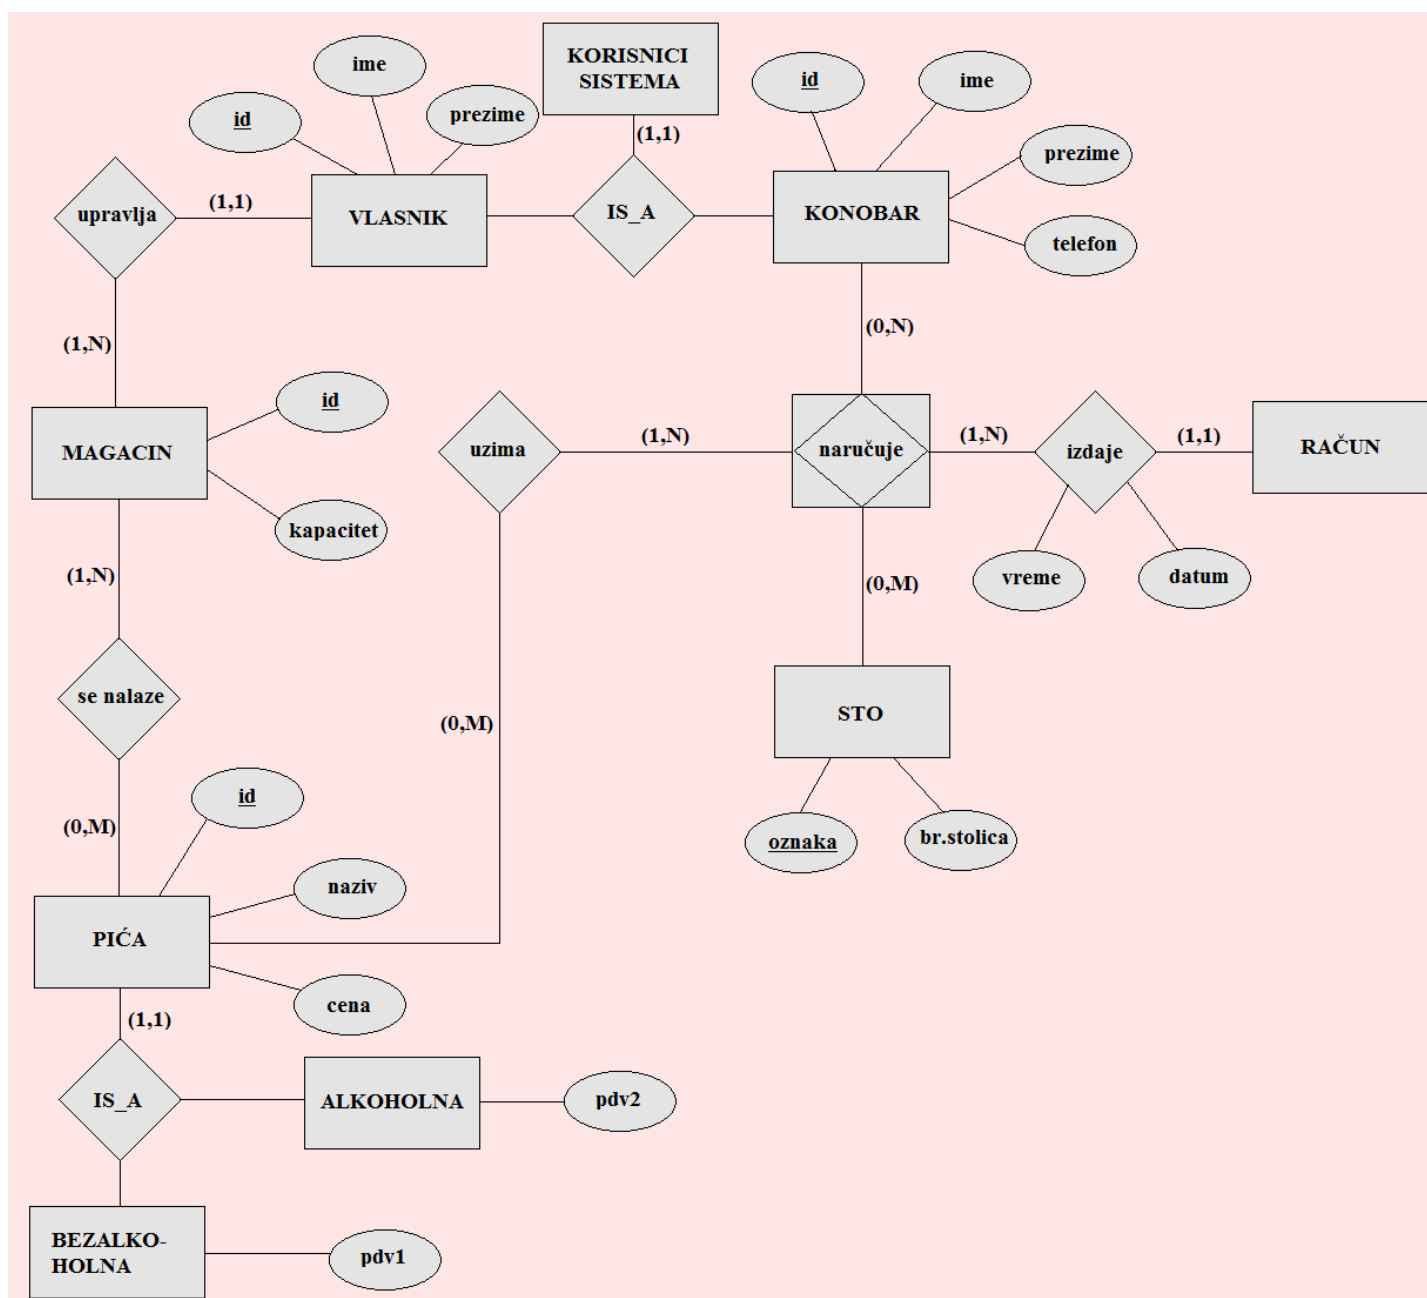 KORISNICI
SISTEMA
ime
id
prezime
id
ime
(1,1)
prezime
upravlja
(1,1)
VLASNIK
IS_A
KONOBAR
telefon
(1,N)
(0,N)
id
MAGACIN
uzima
(1,N)
naručuje
(1,N)
izdaje
(1,1)
RAČUN
kapacitet
(1,N)
(0,M)
vreme
datum
se nalaze
(0,M)
STO
id
(0,M)
oznaka
br.stolica
naziv
PIĆA
cena
(1,1)
IS_A
ALKOHOLNA
pdv2
BEZALKO-
HOLNA
pdv1